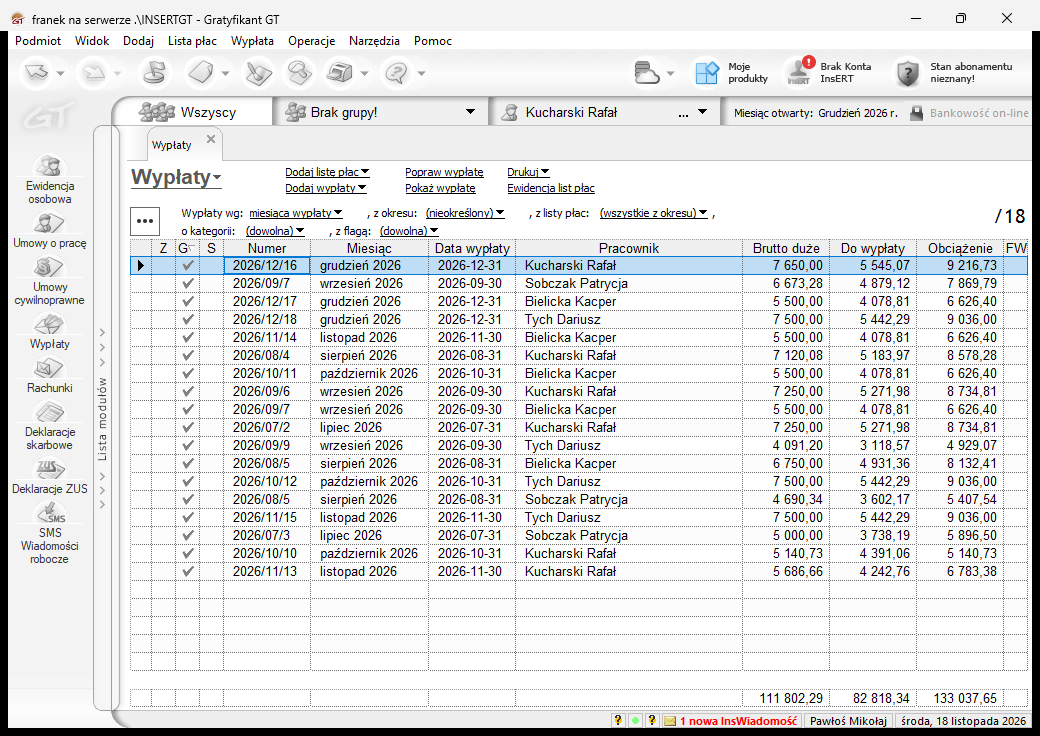 franek na serwerze .\INSERTGT - Gratyfikant GT
Podmiot Widok Dodaj Lista płac Wypłata Operacje Narzędzia Pomoc
Moje produkty
Brak Konta InsERT
Stan abonamentu nieznany!
GT
Wszyscy
Brak grupy!
Kucharski Rafał ...
Miesiąc otwarty: Grudzień 2026 r.
Bankowość on-line
Ewidencja
osobowa
Umowy o pracę
Umowy
cywilnoprawne
Wypłaty
Rachunki
Deklaracje
skarbowe
ZUS
Deklaracje ZUS
SMS
SMS
Wiadomości
robocze
Lista modułów
Wypłaty
Wypłaty
Dodaj listę płac Popraw wypłatę Drukuj
Dodaj wypłaty Pokaż wypłatę Ewidencja list płac
... Wypłaty wg: miesiąca wypłaty , z okresu: (nieokreślony) , z listy płac: (wszystkie z okresu) ,
o kategorii: (dowolna) , z flagą: (dowolna)
/ 18
Z G S Numer Miesiąc Data wypłaty Pracownik Brutto duże Do wypłaty Obciążenie FW
2026/12/16 grudzień 2026 2026-12-31 Kucharski Rafał 7 650,00 5 545,07 9 216,73
2026/09/7 wrzesień 2026 2026-09-30 Sobczak Patrycja 6 673,28 4 879,12 7 869,79
2026/12/17 grudzień 2026 2026-12-31 Bielicka Kacper 5 500,00 4 078,81 6 626,40
2026/12/18 grudzień 2026 2026-12-31 Tych Dariusz 7 500,00 5 442,29 9 036,00
2026/11/14 listopad 2026 2026-11-30 Bielicka Kacper 5 500,00 4 078,81 6 626,40
2026/08/4 sierpień 2026 2026-08-31 Kucharski Rafał 7 120,08 5 183,97 8 578,28
2026/10/11 październik 2026 2026-10-31 Bielicka Kacper 5 500,00 4 078,81 6 626,40
2026/09/6 wrzesień 2026 2026-09-30 Kucharski Rafał 7 250,00 5 271,98 8 734,81
2026/09/7 wrzesień 2026 2026-09-30 Bielicka Kacper 5 500,00 4 078,81 6 626,40
2026/07/2 lipiec 2026 2026-07-31 Kucharski Rafał 7 250,00 5 271,98 8 734,81
2026/09/9 wrzesień 2026 2026-09-30 Tych Dariusz 4 091,20 3 118,57 4 929,07
2026/08/5 sierpień 2026 2026-08-31 Bielicka Kacper 6 750,00 4 931,36 8 132,41
2026/10/12 październik 2026 2026-10-31 Tych Dariusz 7 500,00 5 442,29 9 036,00
2026/08/5 sierpień 2026 2026-08-31 Sobczak Patrycja 4 690,34 3 602,17 5 407,54
2026/11/15 listopad 2026 2026-11-30 Tych Dariusz 7 500,00 5 442,29 9 036,00
2026/07/3 lipiec 2026 2026-07-31 Sobczak Patrycja 5 000,00 3 738,19 5 896,50
2026/10/10 październik 2026 2026-10-31 Kucharski Rafał 5 140,73 4 391,06 5 140,73
2026/11/13 listopad 2026 2026-11-30 Kucharski Rafał 5 686,66 4 242,76 6 783,38
111 802,29 82 818,34 133 037,65
1 nowa InsWiadomość Pawłoś Mikołaj środa, 18 listopada 2026